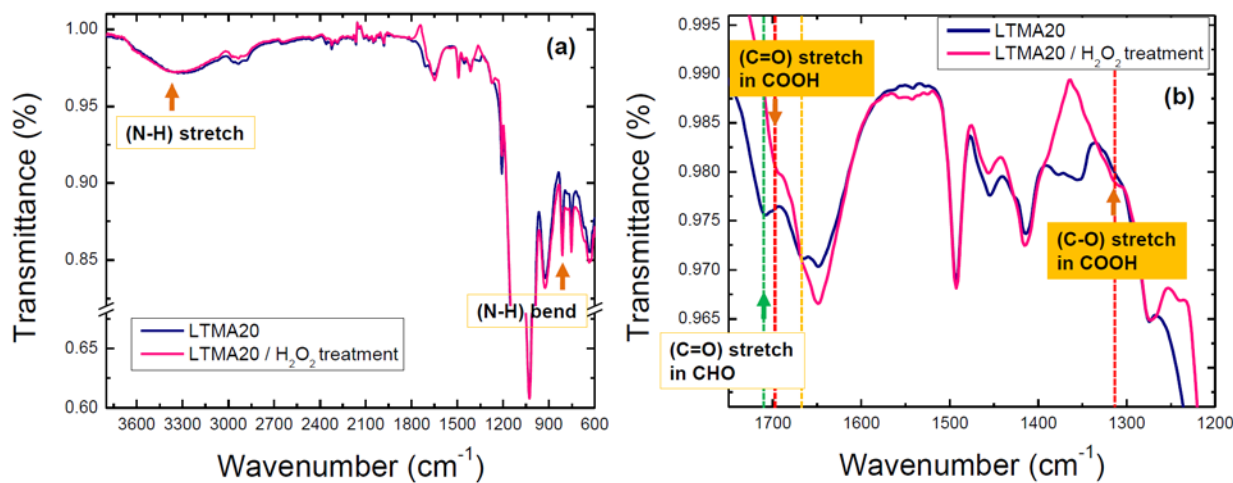 (a)
1.00
0.95
0.90
0.85
0.65
0.60
Transmittance (%)
(N-H) stretch
(N-H) bend
LTMA20
LTMA20 / H₂O₂ treatment
3600 3300 3000 2700 2400 2100 1800 1500 1200 900 600
Wavenumber (cm⁻¹)
(b)
0.995
0.990
0.985
0.980
0.975
0.970
0.965
Transmittance (%)
LTMA20
LTMA20 / H₂O₂ treatment
(C=O) stretch
in COOH
(C-O) stretch
in COOH
(C=O) stretch
in CHO
1700 1600 1500 1400 1300 1200
Wavenumber (cm⁻¹)